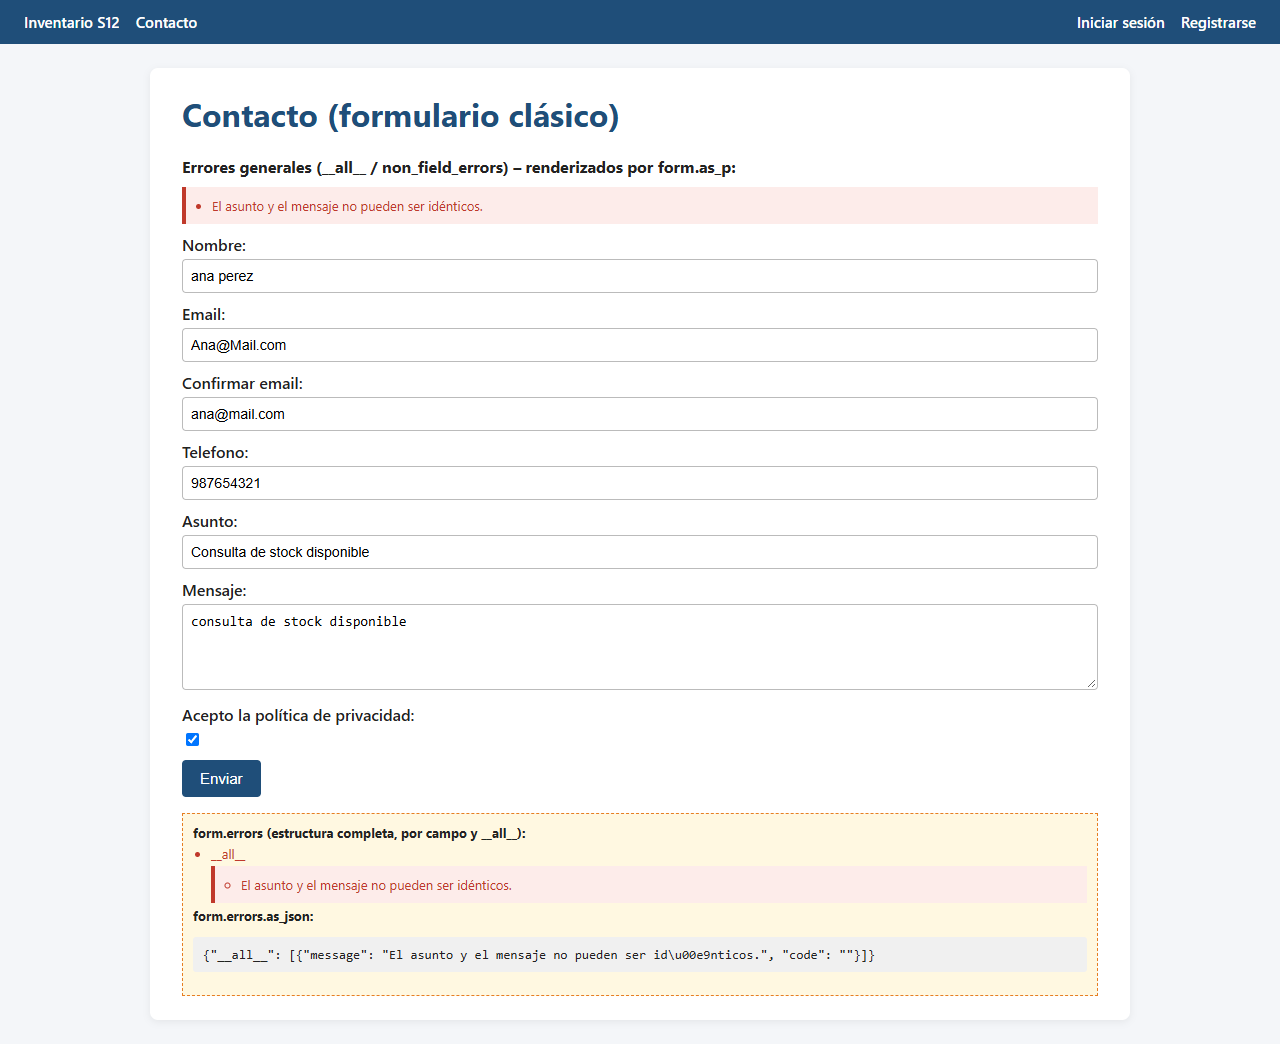 Inventario S12 Contacto Iniciar sesión Registrarse
Contacto (formulario clásico)
Errores generales (__all__ / non_field_errors) – renderizados por form.as_p:
El asunto y el mensaje no pueden ser idénticos.
Nombre:
ana perez
Email:
Ana@Mail.com
Confirmar email:
ana@mail.com
Telefono:
987654321
Asunto:
Consulta de stock disponible
Mensaje:
consulta de stock disponible
Acepto la política de privacidad:
Enviar
form.errors (estructura completa, por campo y __all__):
__all__
El asunto y el mensaje no pueden ser idénticos.
form.errors.as_json:
{"__all__": [{"message": "El asunto y el mensaje no pueden ser id\u00e9nticos.", "code": ""}]}